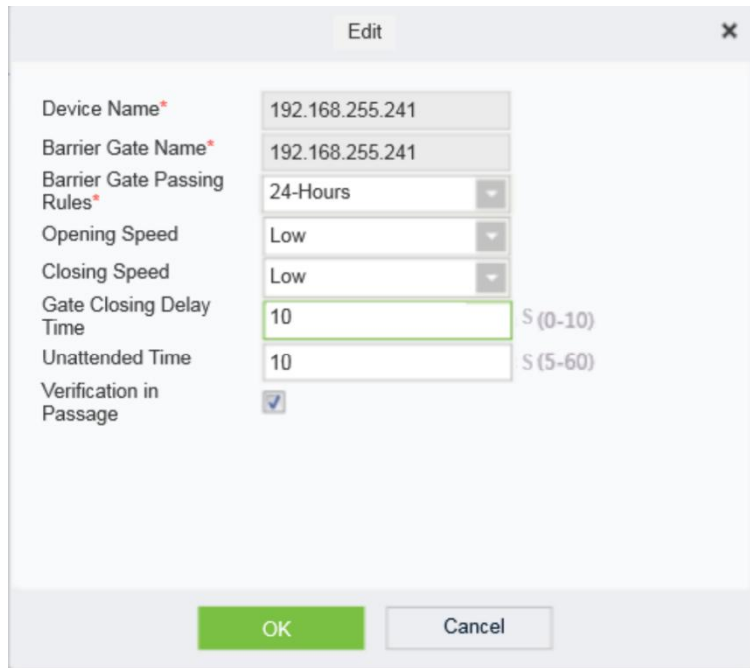 Edit
Device Name* 192.168.255.241
Barrier Gate Name* 192.168.255.241
Barrier Gate Passing
Rules* 24-Hours
Opening Speed Low
Closing Speed Low
Gate Closing Delay
Time 10 S (0-10)
Unattended Time 10 S (5-60)
Verification in
Passage
OK Cancel